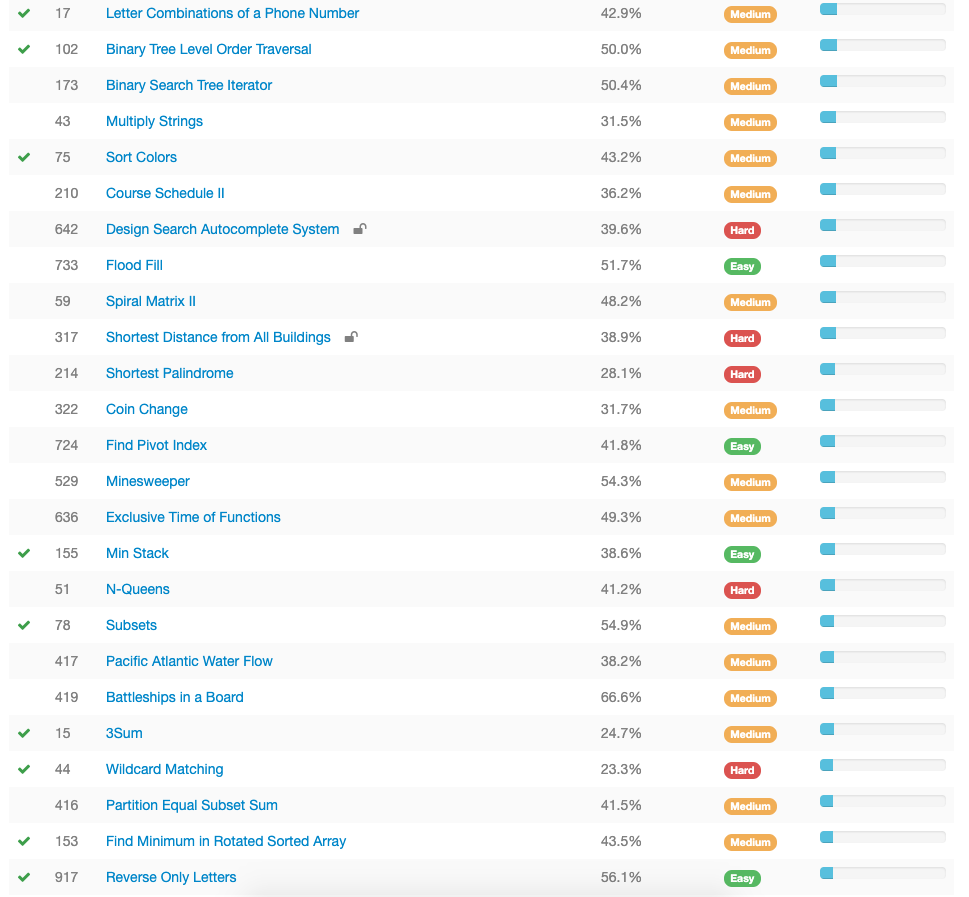 17 Letter Combinations of a Phone Number 42.9% Medium
102 Binary Tree Level Order Traversal 50.0% Medium
173 Binary Search Tree Iterator 50.4% Medium
43 Multiply Strings 31.5% Medium
75 Sort Colors 43.2% Medium
210 Course Schedule II 36.2% Medium
642 Design Search Autocomplete System 39.6% Hard
733 Flood Fill 51.7% Easy
59 Spiral Matrix II 48.2% Medium
317 Shortest Distance from All Buildings 38.9% Hard
214 Shortest Palindrome 28.1% Hard
322 Coin Change 31.7% Medium
724 Find Pivot Index 41.8% Easy
529 Minesweeper 54.3% Medium
636 Exclusive Time of Functions 49.3% Medium
155 Min Stack 38.6% Easy
51 N-Queens 41.2% Hard
78 Subsets 54.9% Medium
417 Pacific Atlantic Water Flow 38.2% Medium
419 Battleships in a Board 66.6% Medium
15 3Sum 24.7% Medium
44 Wildcard Matching 23.3% Hard
416 Partition Equal Subset Sum 41.5% Medium
153 Find Minimum in Rotated Sorted Array 43.5% Medium
917 Reverse Only Letters 56.1% Easy